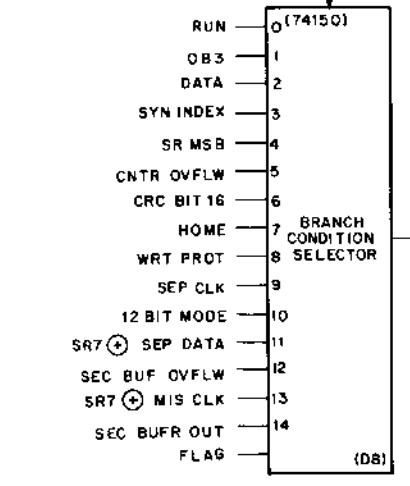 RUN 0 (74150)
OB3 1
DATA 2
SYN INDEX 3
SR MSB 4
CNTR OVFLW 5
CRC BIT 16 6
HOME 7 BRANCH
CONDITION
WRT PROT 8 SELECTOR
SEP CLK 9
12 BIT MODE 10
SR7 ⊕ SEP DATA 11
SEC BUF OVFLW 12
SR7 ⊕ MIS CLK 13
SEC BUFR OUT 14
FLAG (D8)